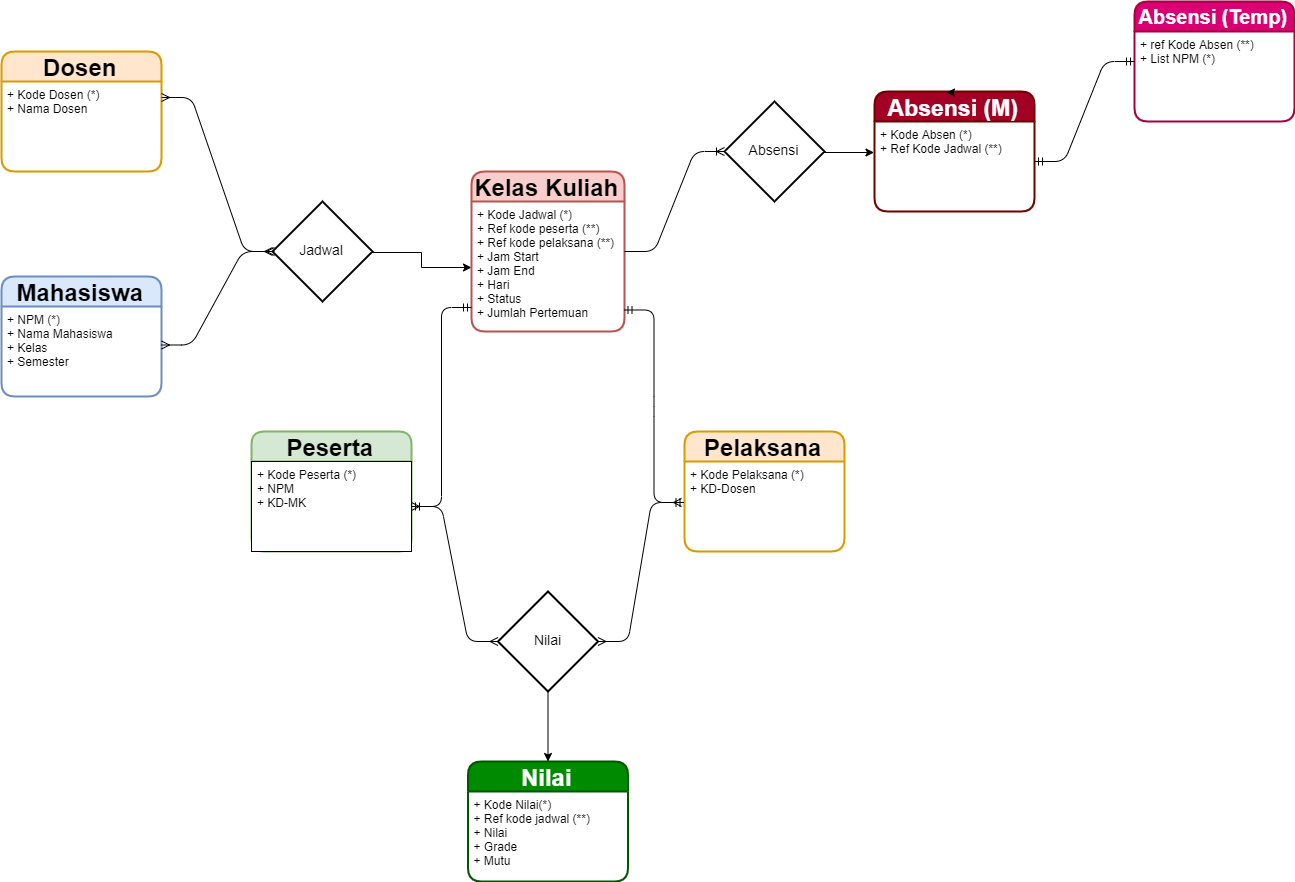 Absensi (Temp)
+ ref Kode Absen (**)
+ List NPM (*)
Dosen
+ Kode Dosen (*)
+ Nama Dosen
Absensi (M)
+ Kode Absen (*)
+ Ref Kode Jadwal (**)
Absensi
Kelas Kuliah
+ Kode Jadwal (*)
+ Ref kode peserta (**)
+ Ref kode pelaksana (**)
+ Jam Start
+ Jam End
+ Hari
+ Status
+ Jumlah Pertemuan
Jadwal
Mahasiswa
+ NPM (*)
+ Nama Mahasiswa
+ Kelas
+ Semester
Peserta
+ Kode Peserta (*)
+ NPM
+ KD-MK
Pelaksana
+ Kode Pelaksana (*)
+ KD-Dosen
Nilai
Nilai
+ Kode Nilai(*)
+ Ref kode jadwal (**)
+ Nilai
+ Grade
+ Mutu